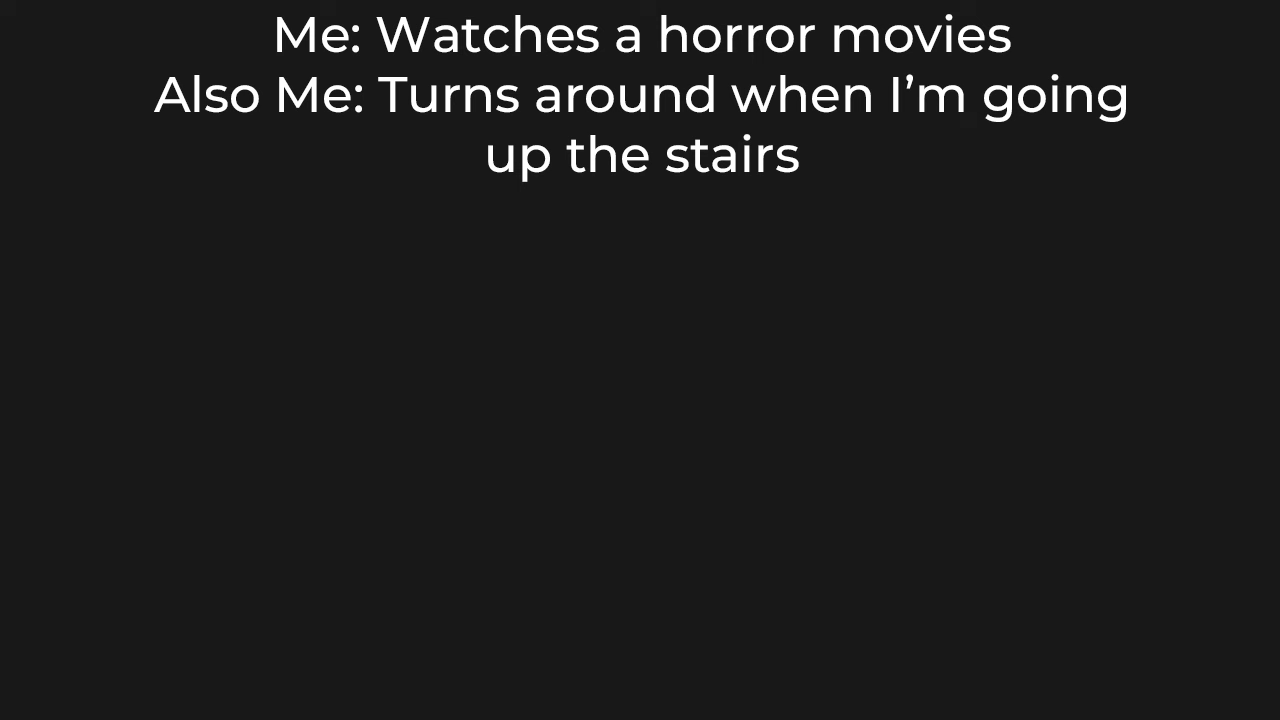 Me: Watches a horror movies
Also Me: Turns around when I’m going
up the stairs